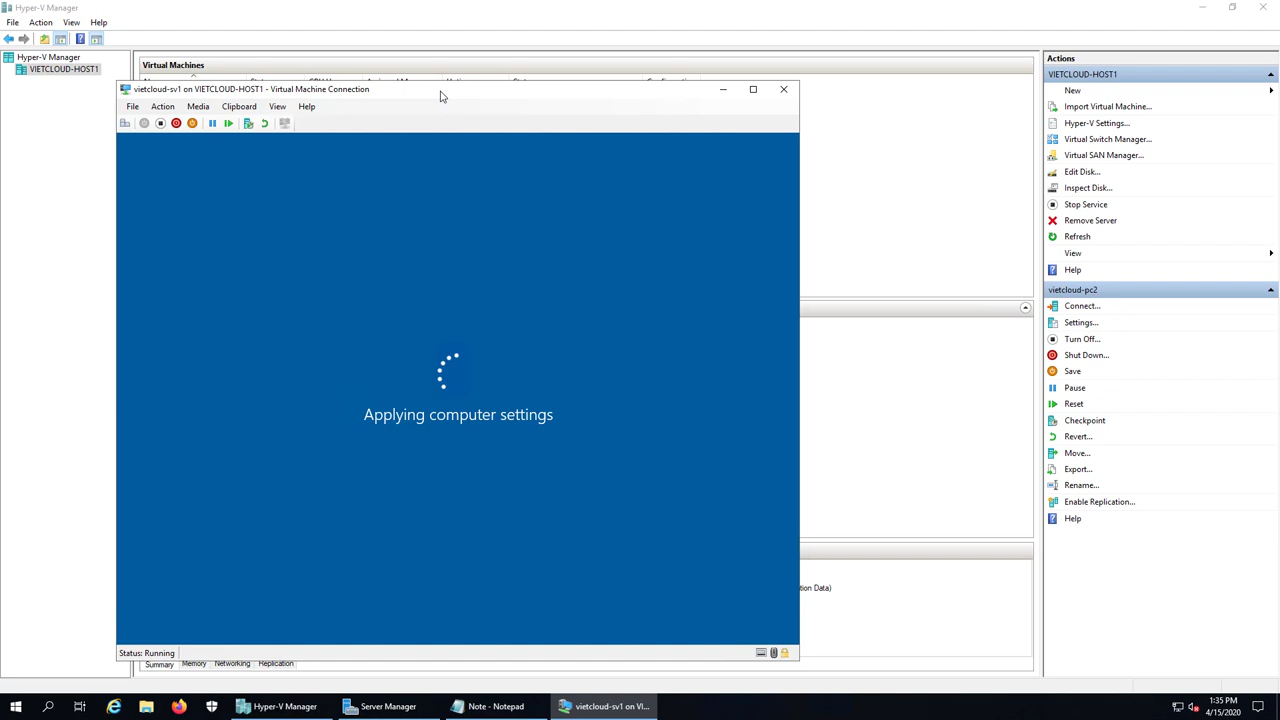 Hyper-V Manager
File Action View Help
Hyper-V Manager
VIETCLOUD-HOST1
Virtual Machines
vietcloud-sv1 on VIETCLOUD-HOST1 - Virtual Machine Connection
File Action Media Clipboard View Help
Applying computer settings
Status: Running
tion Data)
Summary Memory Networking Replication
Actions
VIETCLOUD-HOST1
New
Import Virtual Machine...
Hyper-V Settings...
Virtual Switch Manager...
Virtual SAN Manager...
Edit Disk...
Inspect Disk...
Stop Service
Remove Server
Refresh
View
Help
vietcloud-pc2
Connect...
Settings...
Turn Off...
Shut Down...
Save
Pause
Reset
Checkpoint
Revert...
Move...
Export...
Rename...
Enable Replication...
Help
Hyper-V Manager
Server Manager
Note - Notepad
vietcloud-sv1 on VI...
1:35 PM
4/15/2020